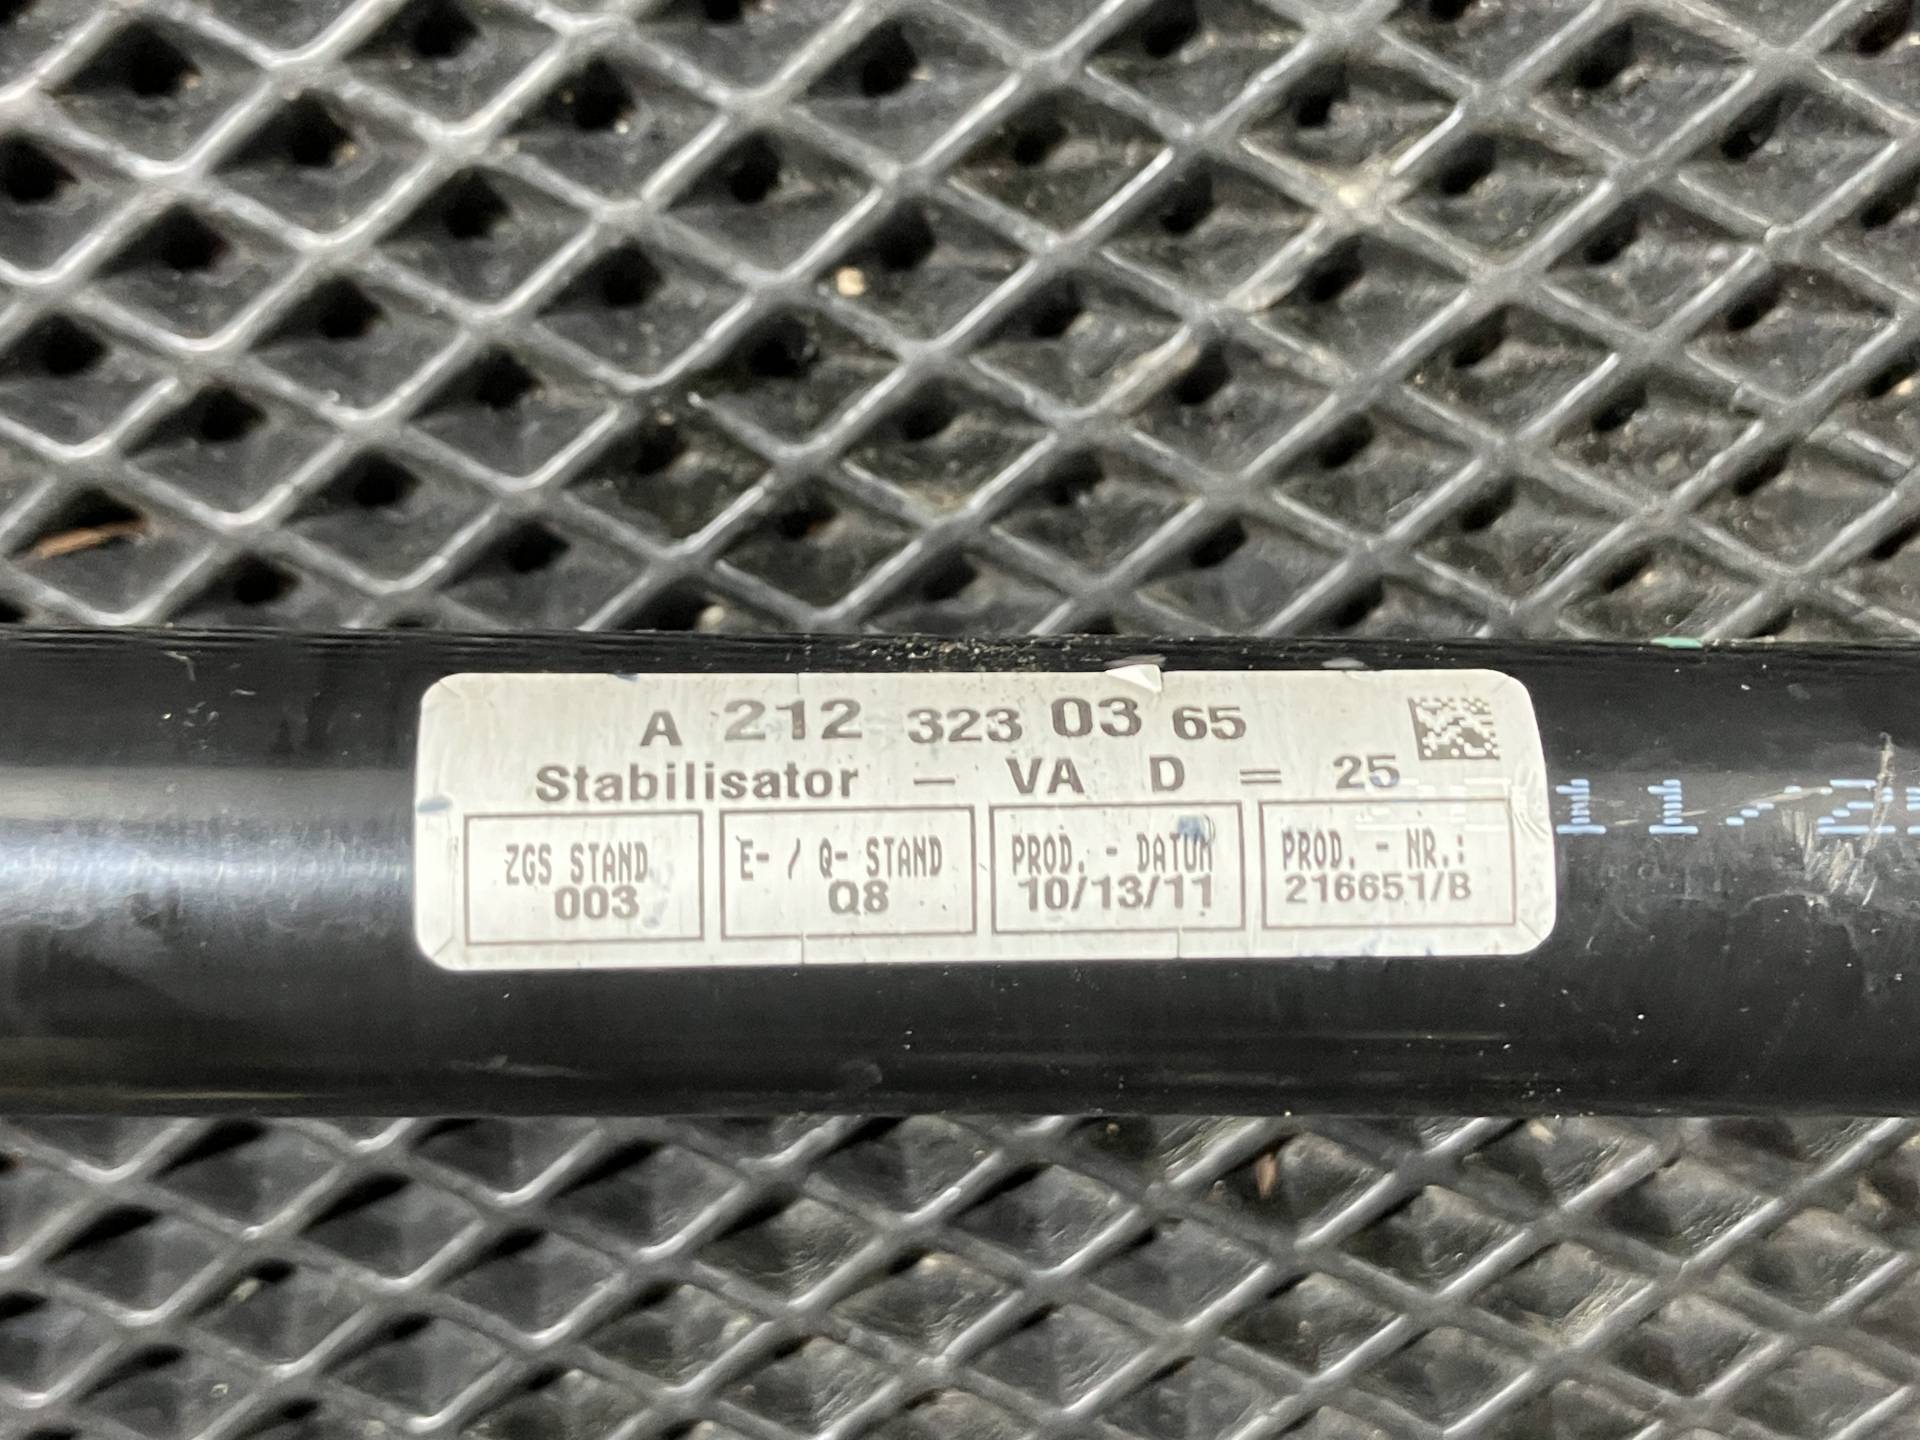 A 212 323 03 65
Stabilisator – VA D = 25
ZGS STAND
003
E- / Q- STAND
Q8
PROD. - DATUM
10/13/11
PROD. - NR.:
216651/B